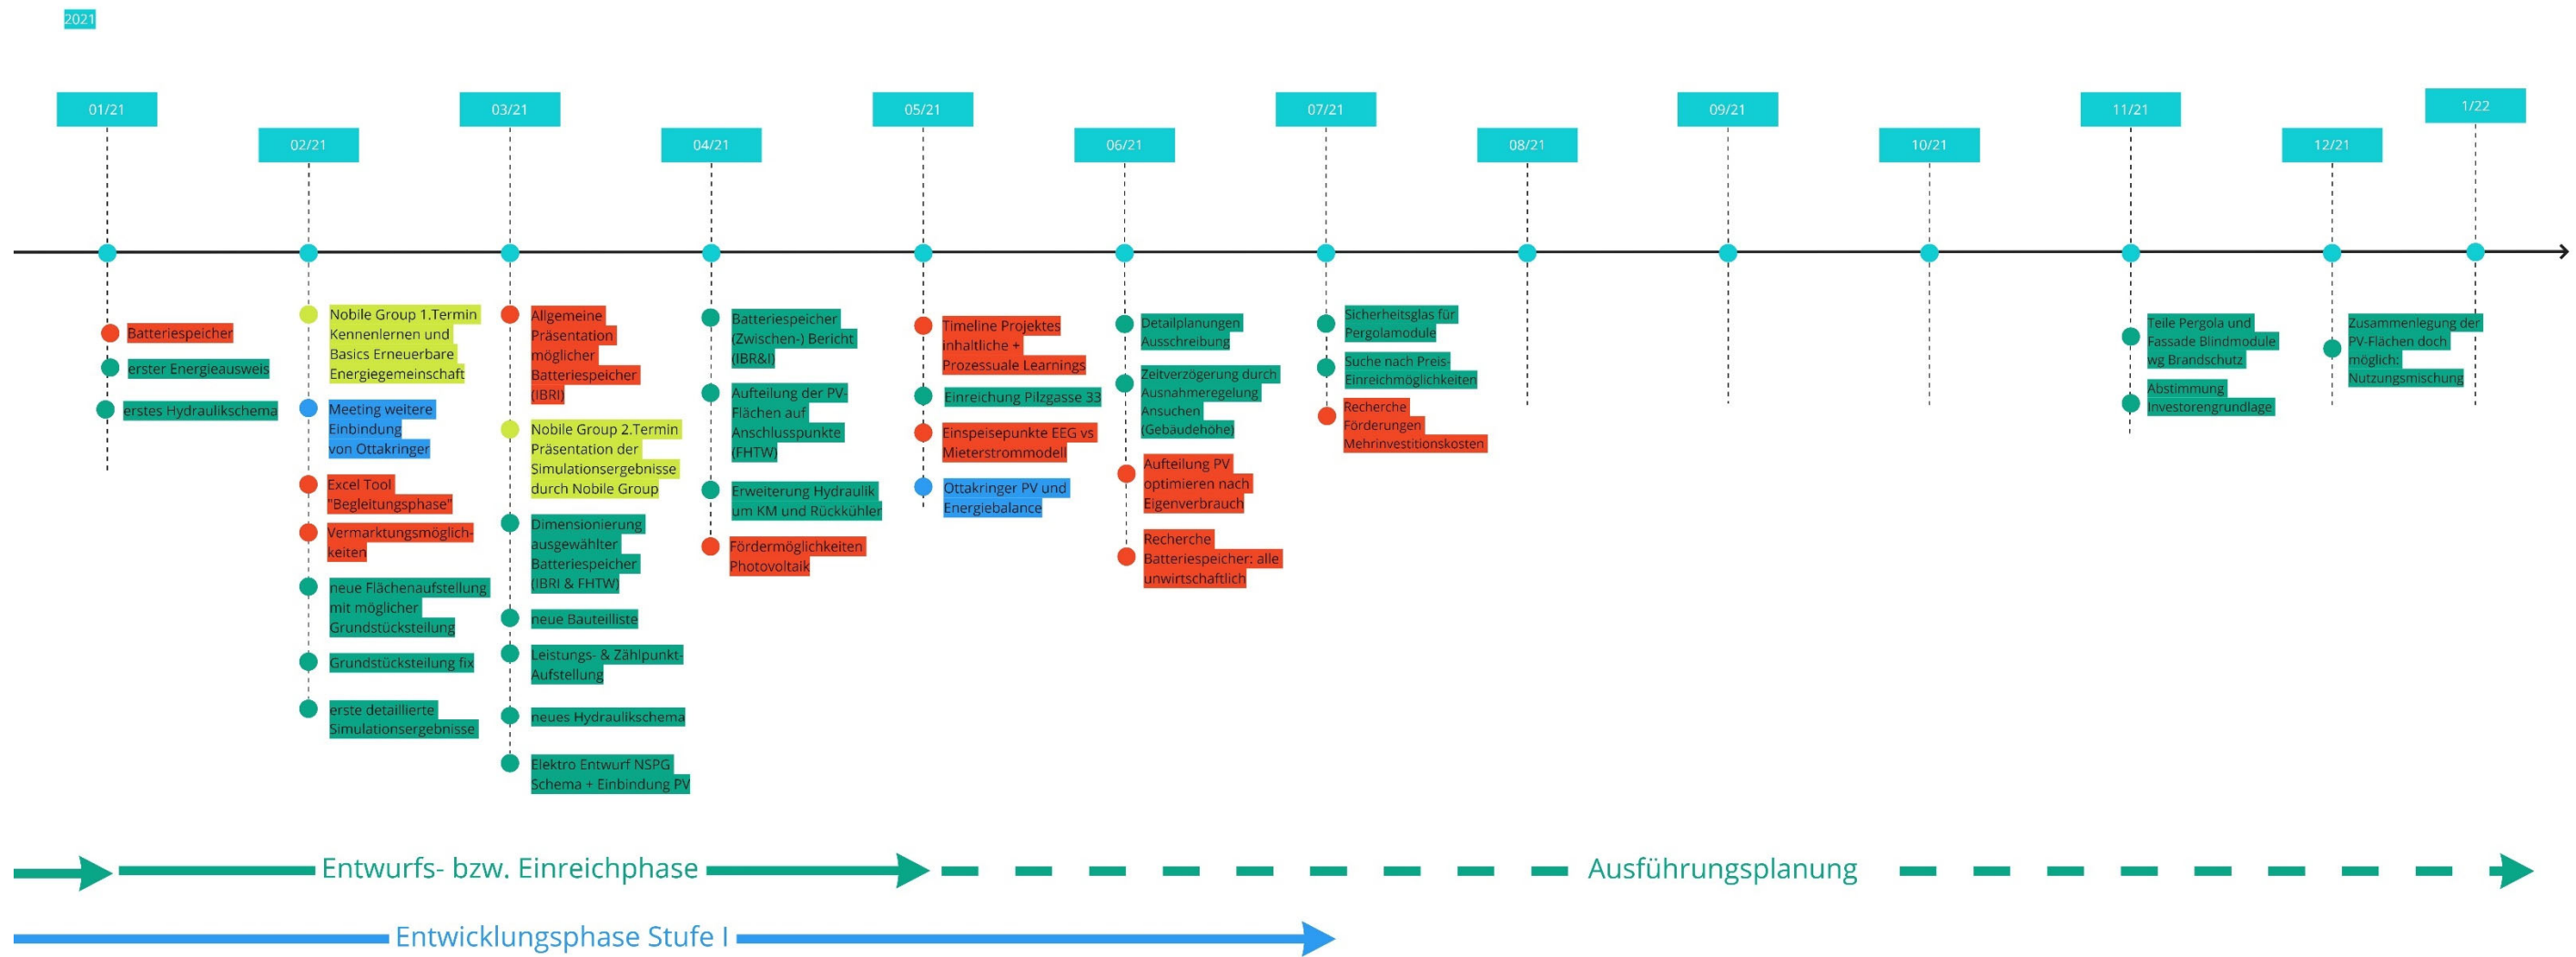 2021
01/21
02/21
03/21
04/21
05/21
06/21
07/21
08/21
09/21
10/21
11/21
12/21
1/22
Batteriespeicher
erster Energieausweis
erstes Hydraulikschema
Nobile Group 1.Termin
Kennenlernen und
Basics Erneuerbare
Energiegemeinschaft
Meeting weitere
Einbindung
von Ottakringer
Excel Tool
"Begleitungsphase"
Vermarktungsmöglich-
keiten
neue Flächenaufstellung
mit möglicher
Grundstücksteilung
Grundstücksteilung fix
erste detaillierte
Simulationsergebnisse
Allgemeine
Präsentation
möglicher
Batteriespeicher
(IBRI)
Nobile Group 2.Termin
Präsentation der
Simulationsergebnisse
durch Nobile Group
Dimensionierung
ausgewählter
Batteriespeicher
(IBRI & FHTW)
neue Bauteilliste
Leistungs- & Zählpunkt-
Aufstellung
neues Hydraulikschema
Elektro Entwurf NSPG
Schema + Einbindung PV
Batteriespeicher
(Zwischen-) Bericht
(IBR&I)
Aufteilung der PV-
Flächen auf
Anschlusspunkte
(FHTW)
Erweiterung Hydraulik
um KM und Rückkühler
Fördermöglichkeiten
Photovoltaik
Timeline Projektes
inhaltliche +
Prozessuale Learnings
Einreichung Pilzgasse 33
Einspeisepunkte EEG vs
Mieterstrommodell
Ottakringer PV und
Energiebalance
Detailplanungen
Ausschreibung
Zeitverzögerung durch
Ausnahmeregelung
Ansuchen
(Gebäudehöhe)
Aufteilung PV
optimieren nach
Eigenverbrauch
Recherche
Batteriespeicher: alle
unwirtschaftlich
Sicherheitsglas für
Pergolamodule
Suche nach Preis-
Einreichmöglichkeiten
Recherche
Förderungen
Mehrinvestitionskosten
Teile Pergola und
Fassade Blindmodule
wg Brandschutz
Abstimmung
Investorengrundlage
Zusammenlegung der
PV-Flächen doch
möglich:
Nutzungsmischung
Entwurfs- bzw. Einreichphase
Ausführungsplanung
Entwicklungsphase Stufe I